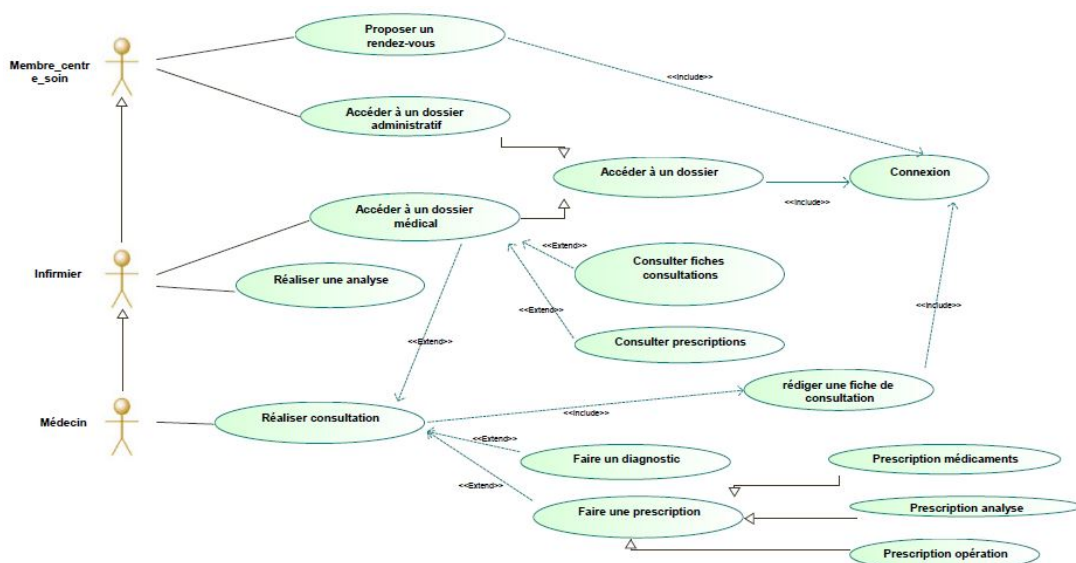 Proposer un
rendez-vous
Membre_centr
e_soin
<<Include>>
Accéder à un dossier
administratif
Accéder à un dossier
Connexion
<<Include>>
Accéder à un dossier
médical
<<Extend>>
Consulter fiches
consultations
Infirmier
Réaliser une analyse
<<Extend>>
<<Include>>
<<Extend>>
Consulter prescriptions
rédiger une fiche de
consultation
Médecin
Réaliser consultation
<<Include>>
<<Extend>>
Faire un diagnostic
Prescription médicaments
<<Extend>>
Faire une prescription
Prescription analyse
Prescription opération